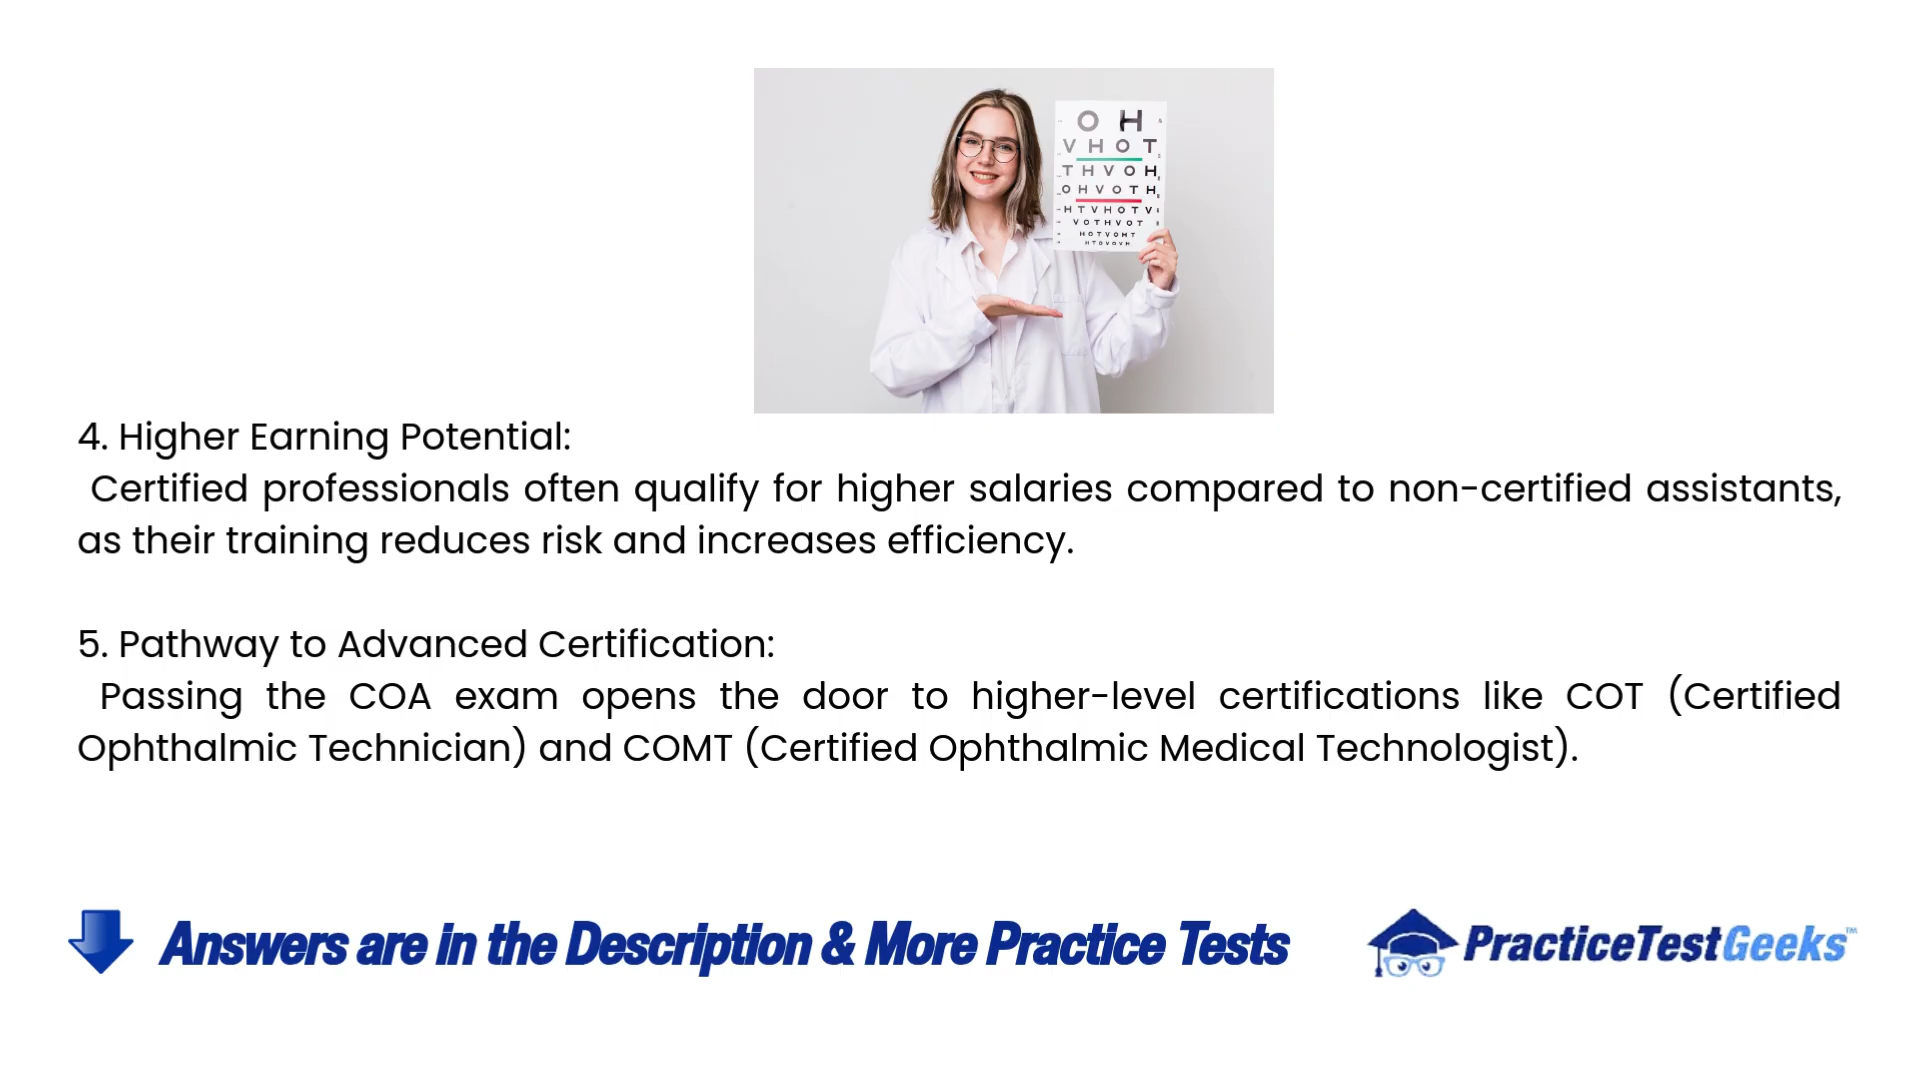 O H
V H O T
T H V O H
O H V O T H
H T V H O T V
V O T H V O T
4. Higher Earning Potential:
Certified professionals often qualify for higher salaries compared to non-certified assistants,
as their training reduces risk and increases efficiency.
5. Pathway to Advanced Certification:
Passing the COA exam opens the door to higher-level certifications like COT (Certified
Ophthalmic Technician) and COMT (Certified Ophthalmic Medical Technologist).
Answers are in the Description & More Practice Tests
PracticeTestGeeks™